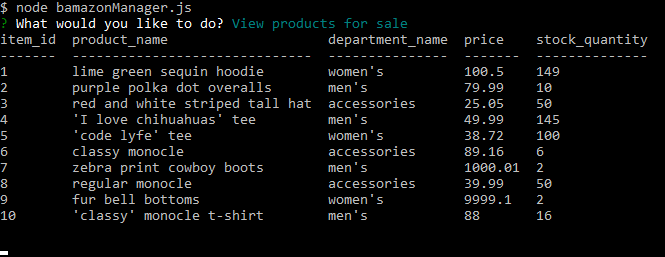 $ node bamazonManager.js
? What would you like to do? View products for sale
item_id  product_name                    department_name  price    stock_quantity
-------  ------------------------------  ---------------  -------  --------------
1        lime green sequin hoodie        women's          100.5    149
2        purple polka dot overalls       men's            79.99    10
3        red and white striped tall hat  accessories      25.05    50
4        'I love chihuahuas' tee         men's            49.99    145
5        'code lyfe' tee                 women's          38.72    100
6        classy monocle                  accessories      89.16    6
7        zebra print cowboy boots        men's            1000.01  2
8        regular monocle                 accessories      39.99    50
9        fur bell bottoms                women's          9999.1   2
10       'classy' monocle t-shirt        men's            88       16